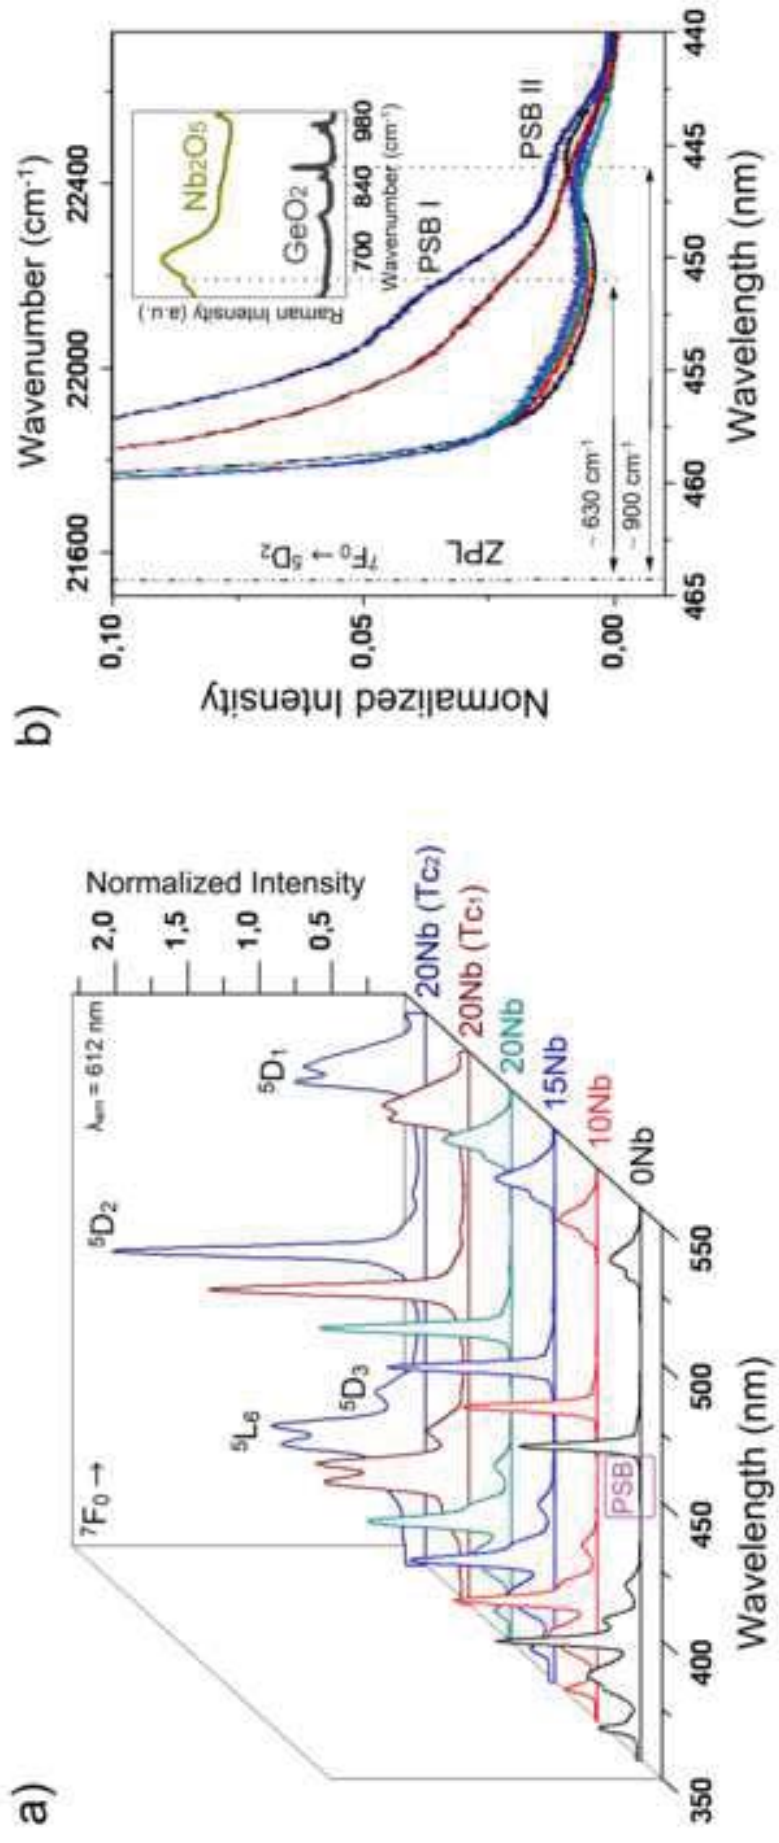 a)
⁷F₀ →
λem = 612 nm
⁵L₆
⁵D₃
⁵D₂
⁵D₁
Normalized Intensity
2,0
1,5
1,0
0,5
20Nb (Tc₂)
20Nb (Tc₁)
20Nb
15Nb
10Nb
0Nb
PSB
350
400
450
500
550
Wavelength (nm)
b)
Wavenumber (cm⁻¹)
21600
22000
22400
Normalized Intensity
0,10
0,05
0,00
⁷F₀ → ⁵D₂
ZPL
Raman Intensity (a.u.)
Nb₂O₅
GeO₂
700
840
980
Wavenumber (cm⁻¹)
PSB I
PSB II
~ 630 cm⁻¹
~ 900 cm⁻¹
465
460
455
450
445
440
Wavelength (nm)